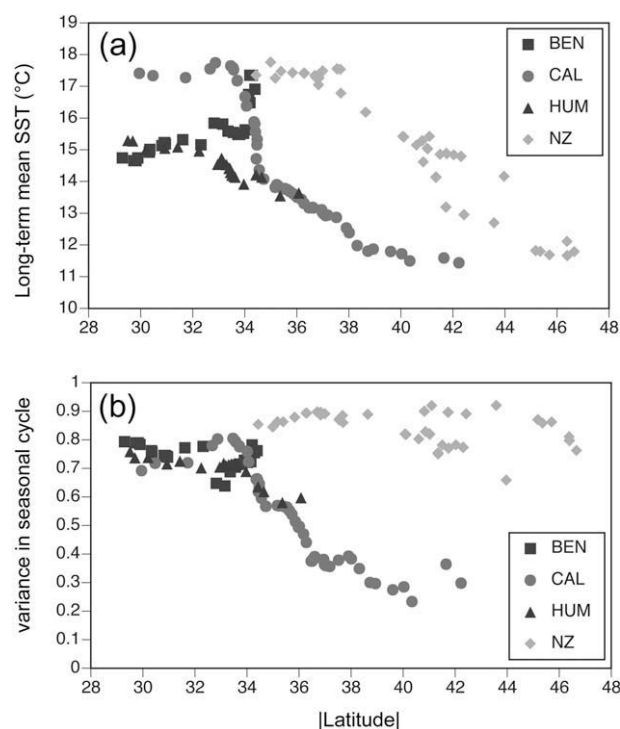 (a)
Long-term mean SST (°C)
19
18
17
16
15
14
13
12
11
10
28 30 32 34 36 38 40 42 44 46 48
BEN
CAL
HUM
NZ
(b)
variance in seasonal cycle
1
0.9
0.8
0.7
0.6
0.5
0.4
0.3
0.2
0.1
0
28 30 32 34 36 38 40 42 44 46 48
BEN
CAL
HUM
NZ
|Latitude|